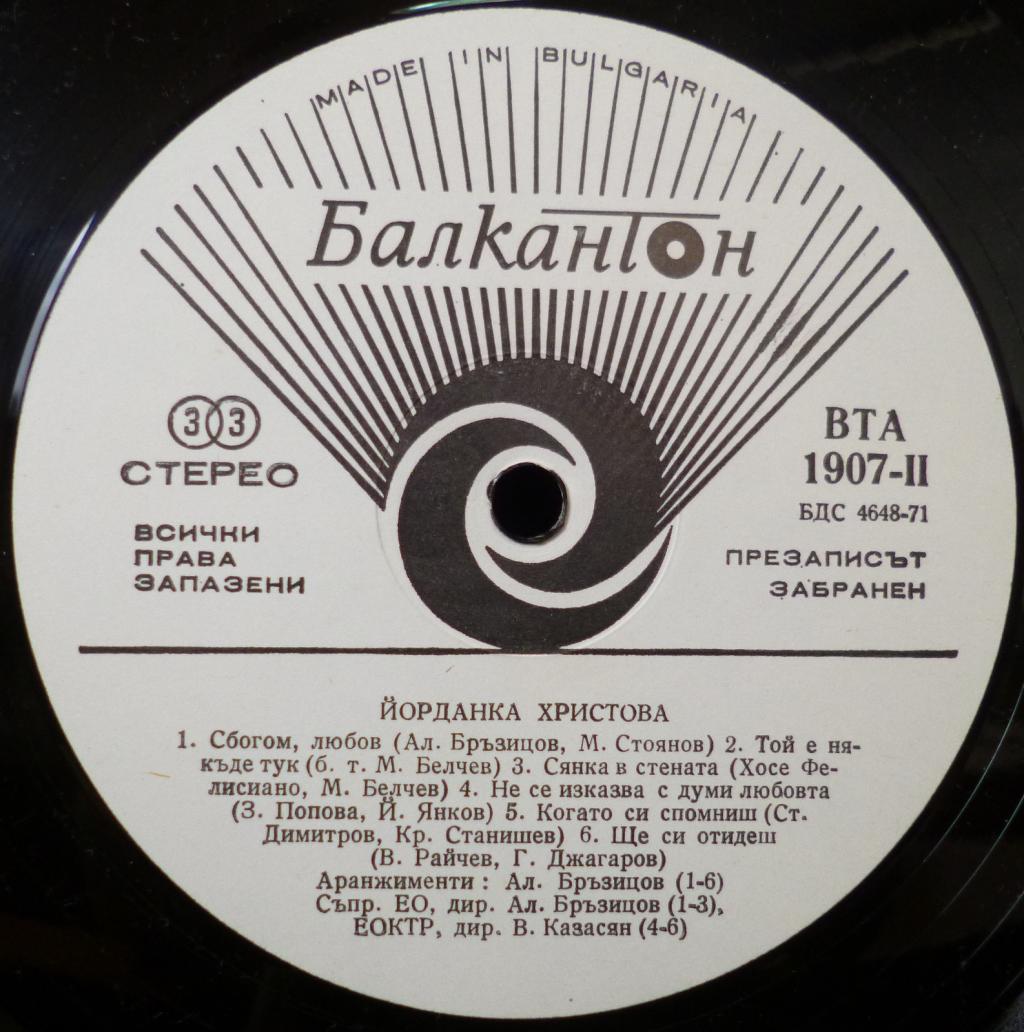 MADE IN BULGARIA
Балкантон
33
СТЕРЕО
ВСИЧКИ
ПРАВА
ЗАПАЗЕНИ
ВТА
1907-II
БДС 4648-71
ПРЕЗАПИСЪТ
ЗАБРАНЕН
ЙОРДАНКА ХРИСТОВА
1. Сбогом, любов (Ал. Бръзицов, М. Стоянов) 2. Той е ня-
къде тук (б. т. М. Белчев) 3. Сянка в стената (Хосе Фе-
лисиано, М. Белчев) 4. Не се изказва с думи любовта
(З. Попова, Й. Янков) 5. Когато си спомниш (Ст.
Димитров, Кр. Станишев) 6. Ще си отидеш
(В. Райчев, Г. Джагаров)
Аранжименти : Ал. Бръзицов (1-6)
Съпр. ЕО, дир. Ал. Бръзицов (1-3),
ЕОКТР, дир. В. Казасян (4-6)